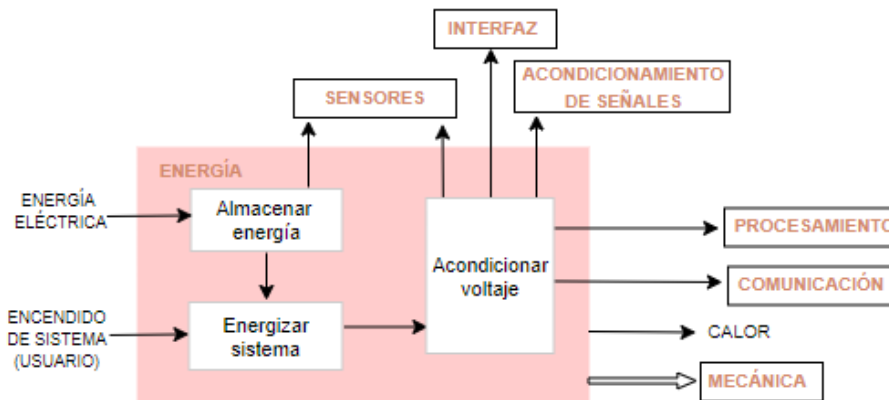 INTERFAZ
ACONDICIONAMIENTO
DE SEÑALES
SENSORES
ENERGÍA
ENERGÍA
ELÉCTRICA
Almacenar
energía
PROCESAMIENTO
Acondicionar
voltaje
COMUNICACIÓN
ENCENDIDO
DE SISTEMA
(USUARIO)
Energizar
sistema
CALOR
MECÁNICA